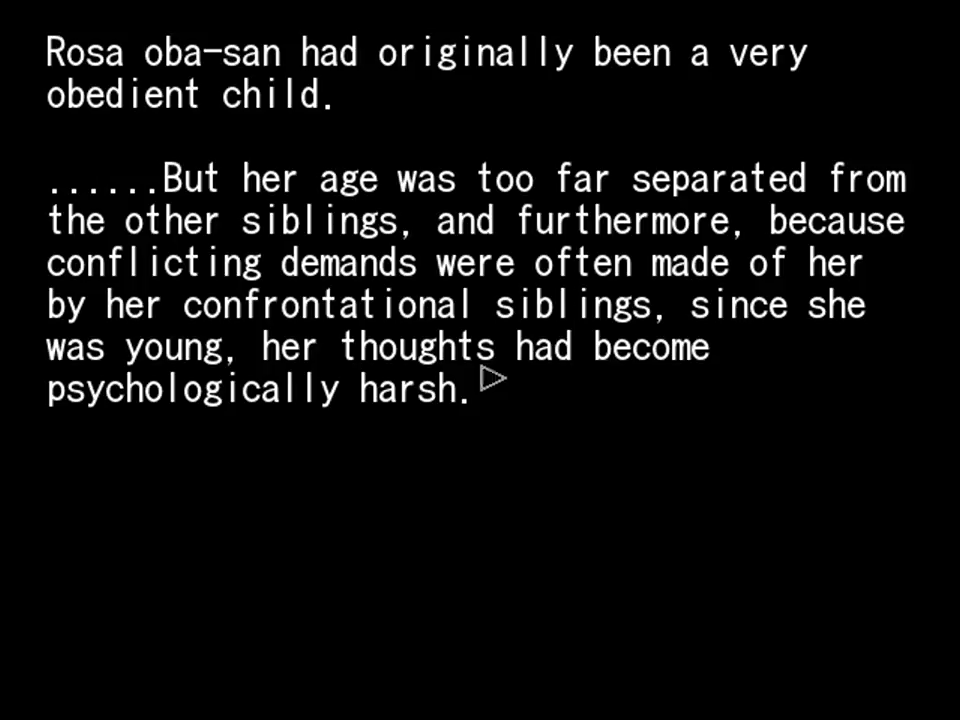 Rosa oba-san had originally been a very
obedient child.
......But her age was too far separated from
the other siblings, and furthermore, because
conflicting demands were often made of her
by her confrontational siblings, since she
was young, her thoughts had become
psychologically harsh.